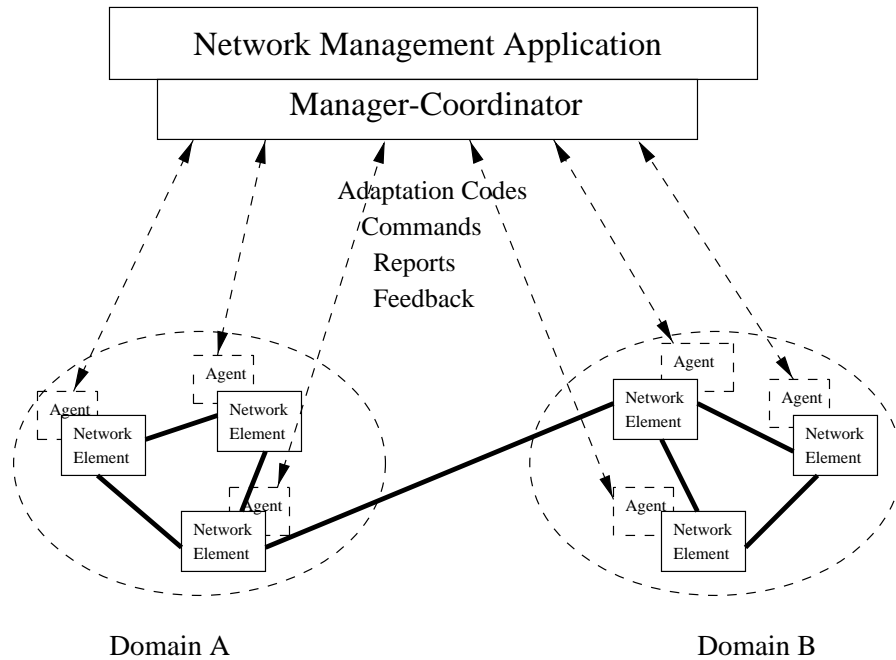 Network Management Application
Manager-Coordinator
Adaptation Codes
Commands
Reports
Feedback
Agent
Agent
Network
Element
Network
Element
Agent
Network
Element
Agent
Network
Element
Agent
Network
Element
Agent
Network
Element
Domain A
Domain B